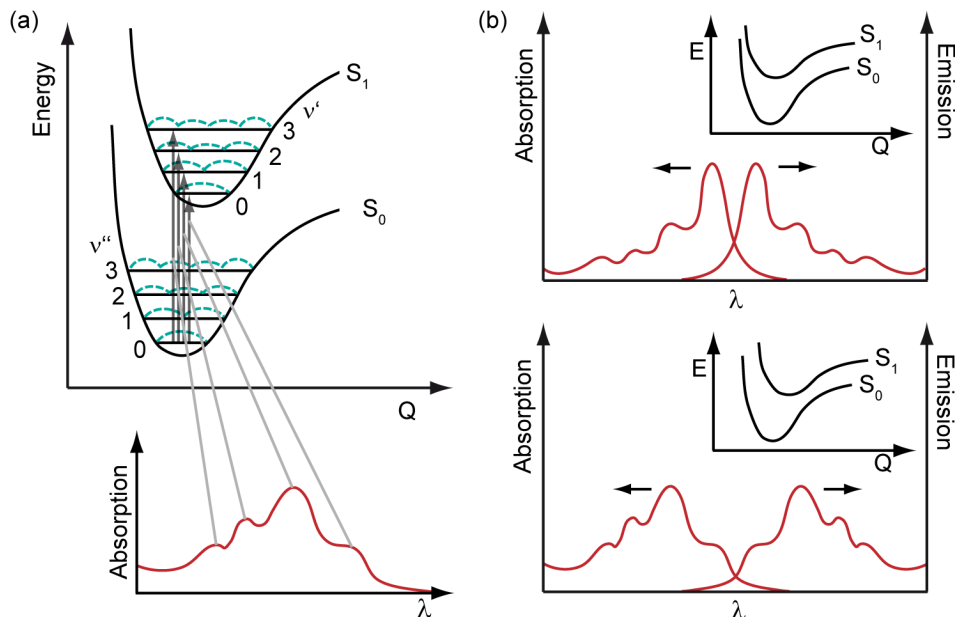 (a)
Energy
S1
ν‘
3
2
1
0
S0
ν“
3
2
1
0
Q
Absorption
λ
(b)
Absorption
Emission
E
S1
S0
Q
λ
Absorption
Emission
E
S1
S0
Q
λ